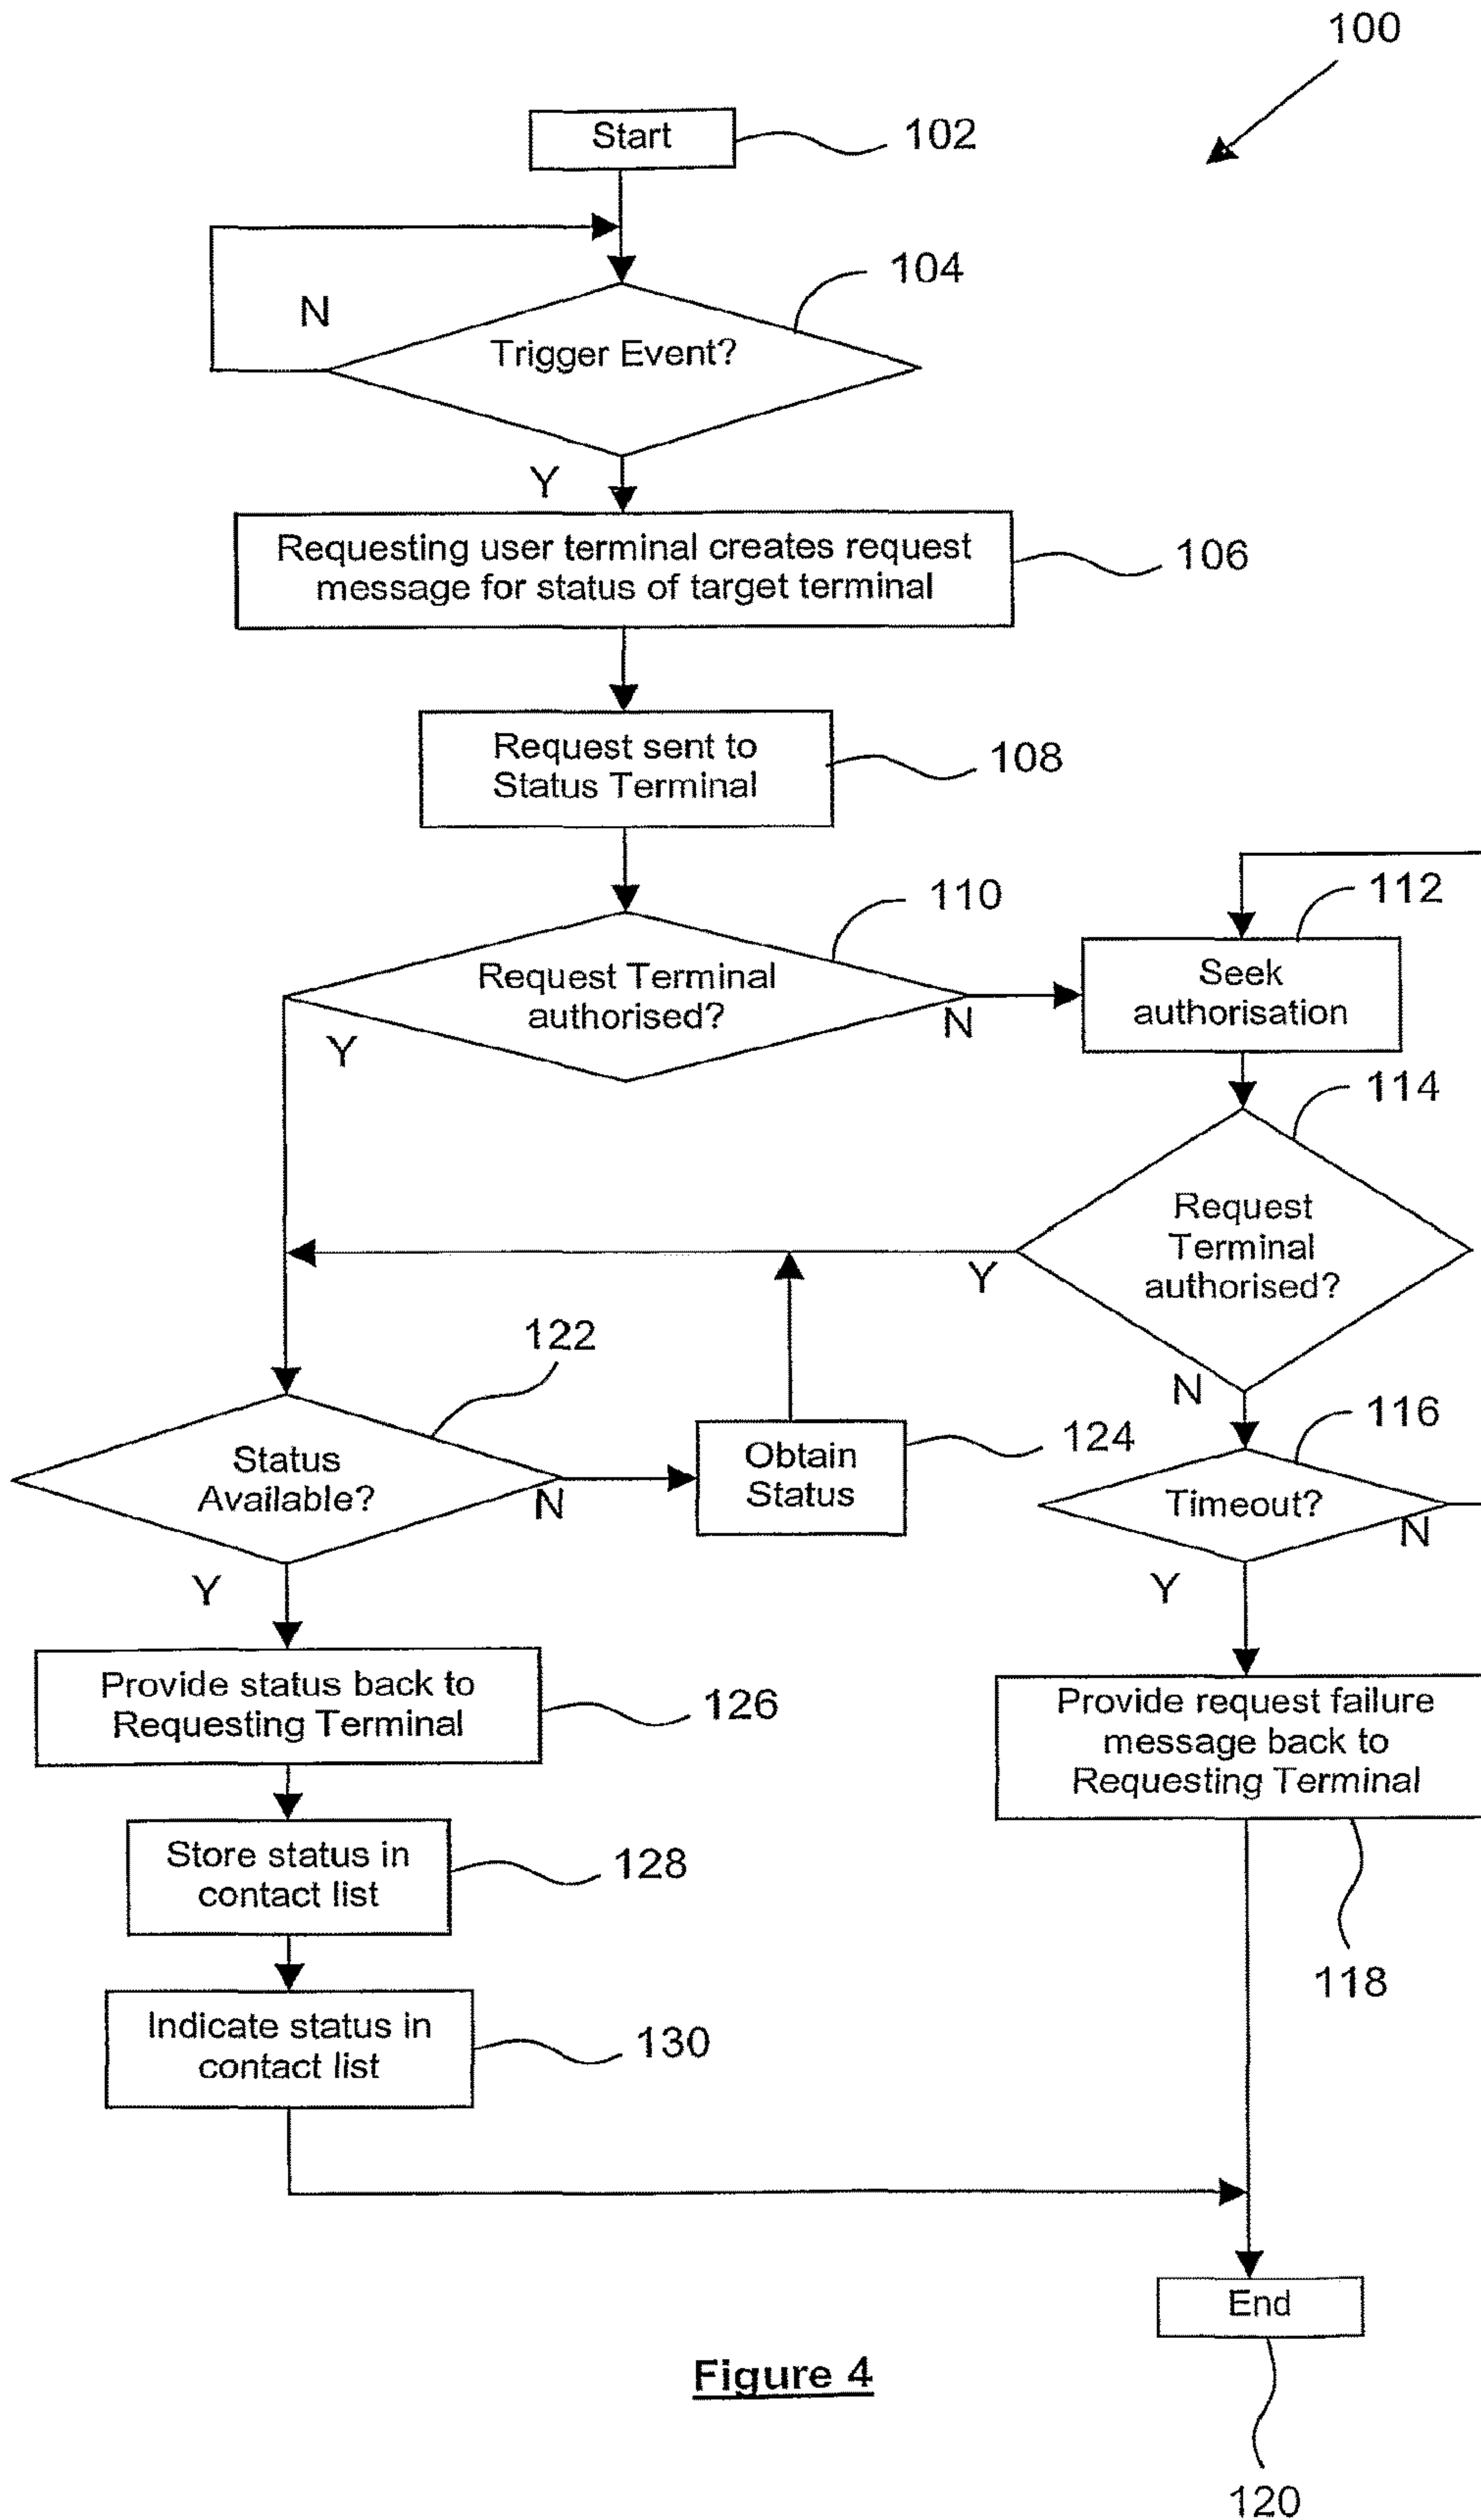 100
Start
102
104
N
Trigger Event?
Y
Requesting user terminal creates request
message for status of target terminal
106
Request sent to
Status Terminal
108
110
112
Request Terminal
authorised?
Seek
authorisation
Y
N
114
Request
Terminal
authorised?
Y
122
N
116
Status
Available?
N
Obtain
Status
124
Timeout?
N
Y
Y
Provide status back to
Requesting Terminal
126
Provide request failure
message back to
Requesting Terminal
Store status in
contact list
128
118
Indicate status in
contact list
130
End
Figure 4
120